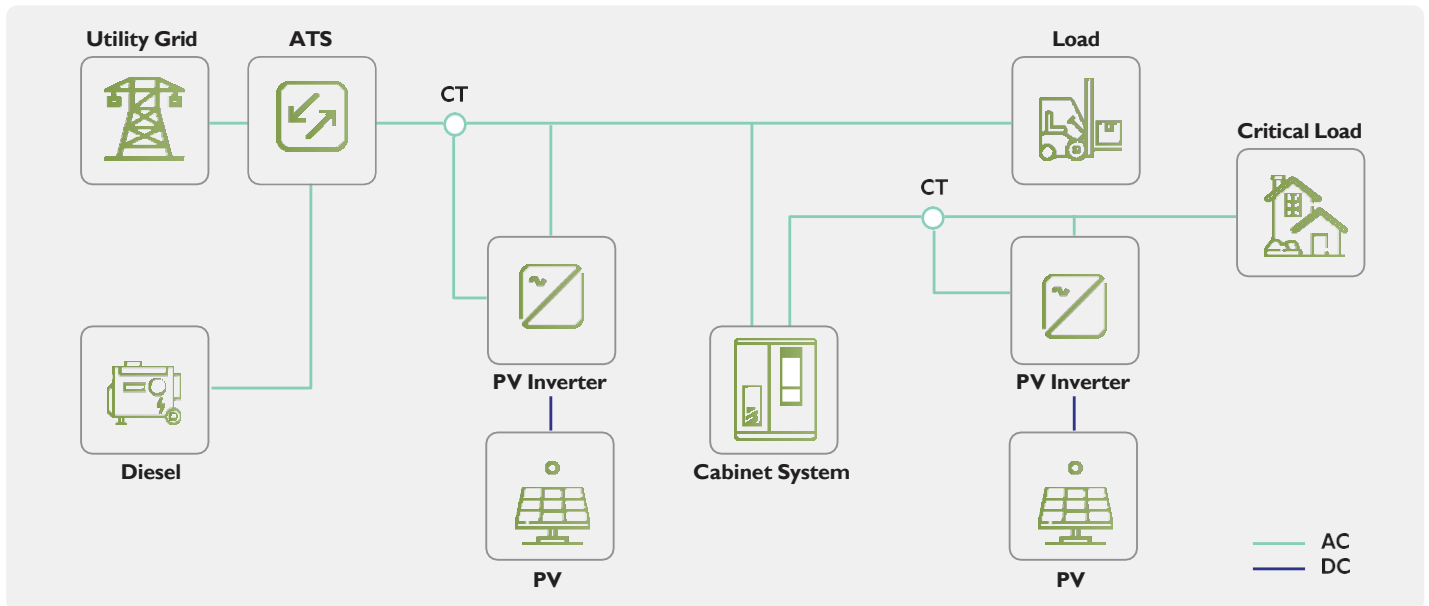 Utility Grid
ATS
Load
CT
Critical Load
CT
PV Inverter
PV Inverter
Diesel
Cabinet System
PV
PV
AC
DC